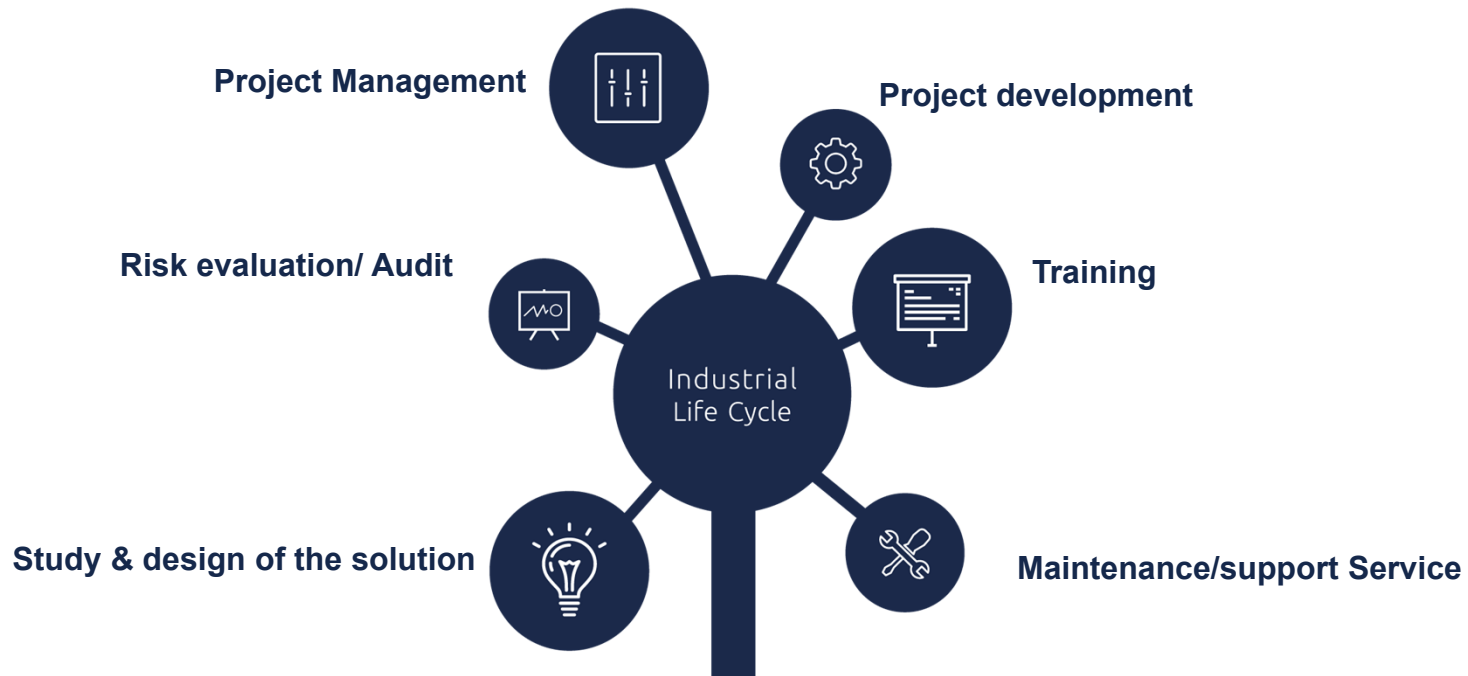 Project Management
Project development
Risk evaluation/ Audit
Training
Industrial
Life Cycle
Study & design of the solution
Maintenance/support Service